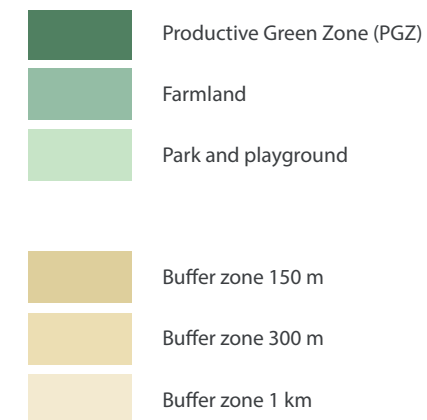 Productive Green Zone (PGZ)
Farmland
Park and playground
Buffer zone 150 m
Buffer zone 300 m
Buffer zone 1 km